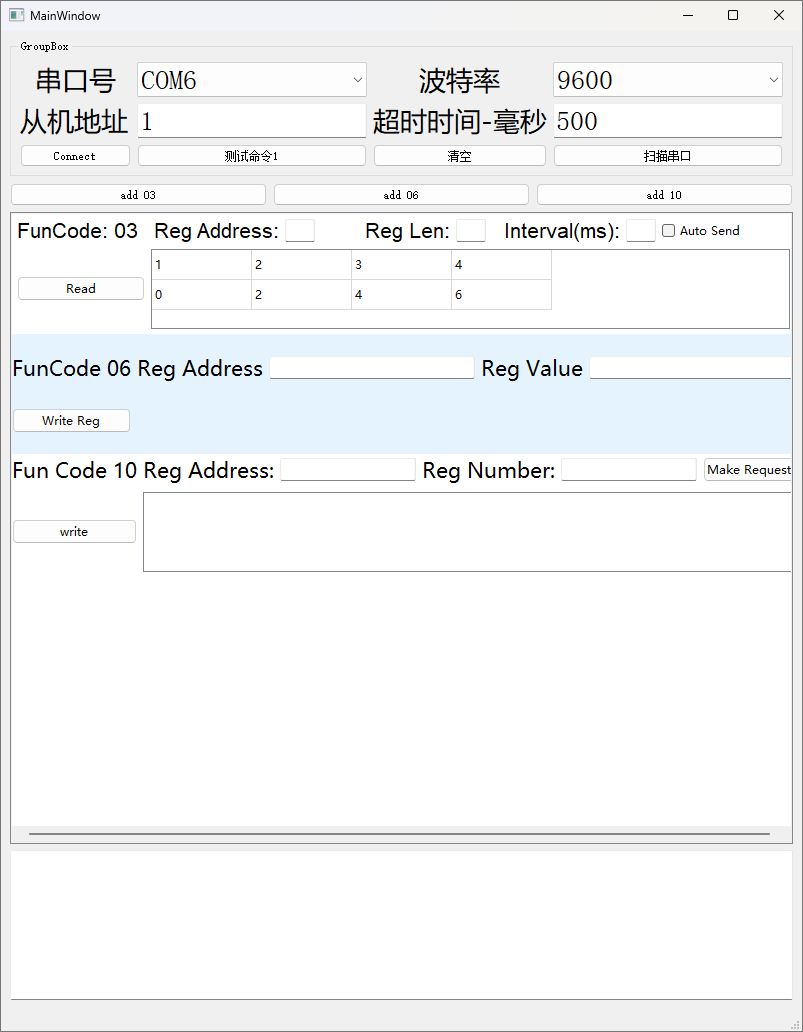 MainWindow
GroupBox
串口号 COM6 波特率 9600
从机地址 1 超时时间-毫秒 500
Connect 测试命令1 清空 扫描串口
add 03 add 06 add 10
FunCode: 03 Reg Address: Reg Len: Interval(ms): Auto Send
1 2 3 4
Read
0 2 4 6
FunCode 06 Reg Address Reg Value
Write Reg
Fun Code 10 Reg Address: Reg Number: Make Request
write